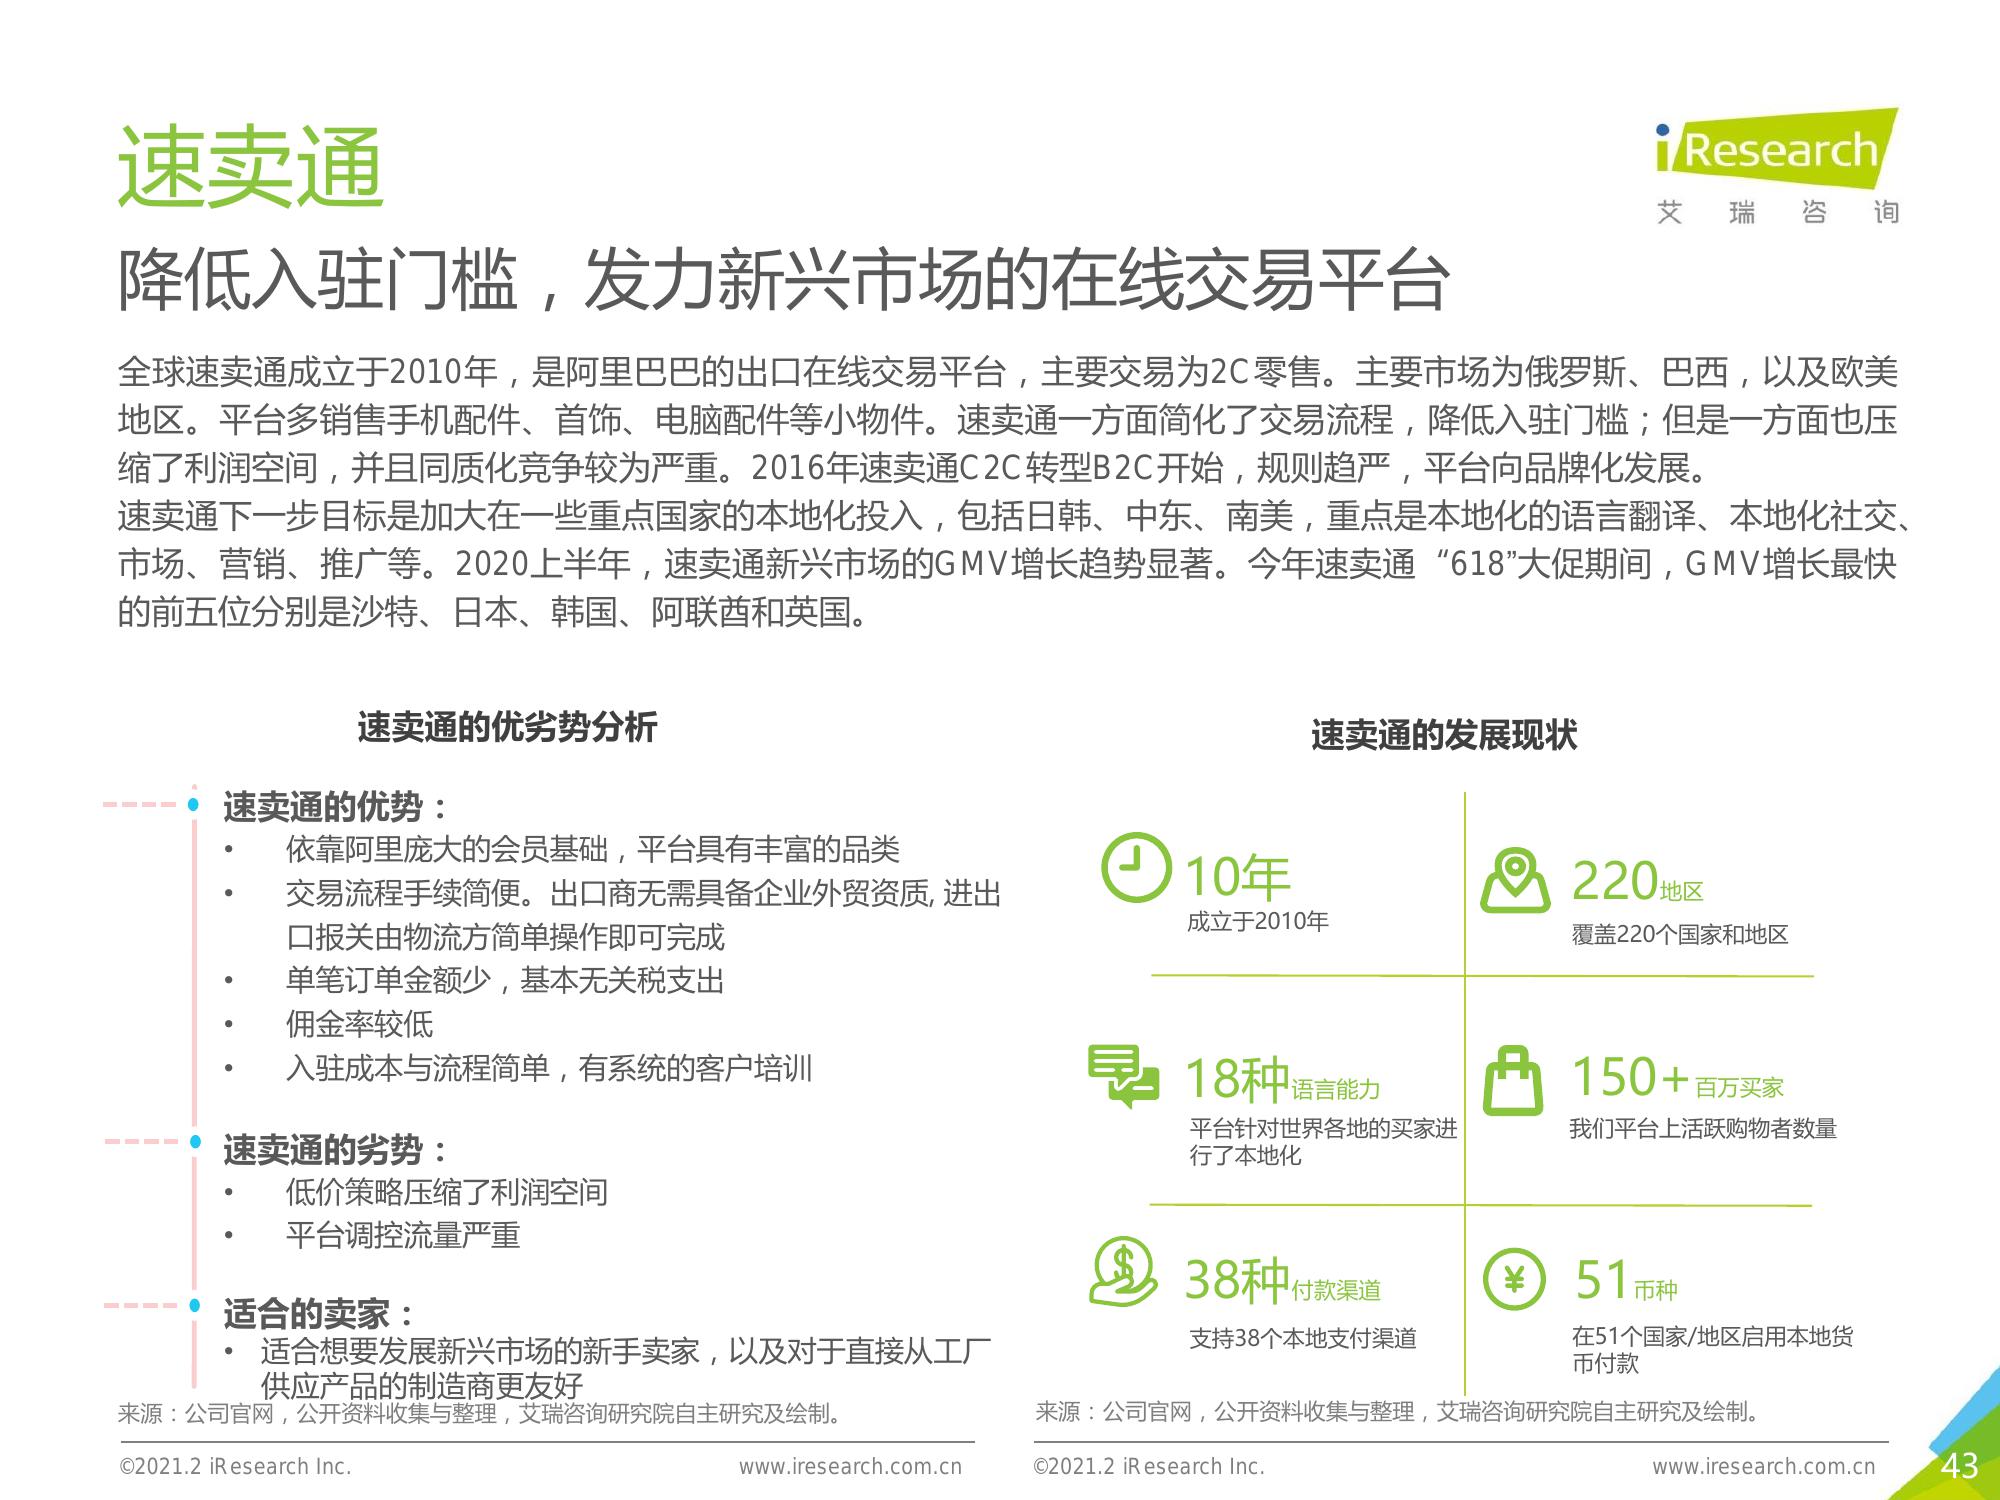 速卖通
iResearch
艾瑞咨询
降低入驻门槛，发力新兴市场的在线交易平台
全球速卖通成立于2010年，是阿里巴巴的出口在线交易平台，主要交易为2C零售。主要市场为俄罗斯、巴西，以及欧美
地区。平台多销售手机配件、首饰、电脑配件等小物件。速卖通一方面简化了交易流程，降低入驻门槛；但是一方面也压
缩了利润空间，并且同质化竞争较为严重。2016年速卖通C2C转型B2C开始，规则趋严，平台向品牌化发展。
速卖通下一步目标是加大在一些重点国家的本地化投入，包括日韩、中东、南美，重点是本地化的语言翻译、本地化社交、
市场、营销、推广等。2020上半年，速卖通新兴市场的GMV增长趋势显著。今年速卖通“618”大促期间，GMV增长最快
的前五位分别是沙特、日本、韩国、阿联酋和英国。
速卖通的优劣势分析
速卖通的优势：
• 依靠阿里庞大的会员基础，平台具有丰富的品类
• 交易流程手续简便。出口商无需具备企业外贸资质, 进出
口报关由物流方简单操作即可完成
• 单笔订单金额少，基本无关税支出
• 佣金率较低
• 入驻成本与流程简单，有系统的客户培训
速卖通的劣势：
• 低价策略压缩了利润空间
• 平台调控流量严重
适合的卖家：
• 适合想要发展新兴市场的新手卖家，以及对于直接从工厂
供应产品的制造商更友好
来源：公司官网，公开资料收集与整理，艾瑞咨询研究院自主研究及绘制。
速卖通的发展现状
10年
成立于2010年
220地区
覆盖220个国家和地区
18种语言能力
平台针对世界各地的买家进
行了本地化
150+百万买家
我们平台上活跃购物者数量
38种付款渠道
支持38个本地支付渠道
51币种
在51个国家/地区启用本地货
币付款
来源：公司官网，公开资料收集与整理，艾瑞咨询研究院自主研究及绘制。
©2021.2 iResearch Inc.
www.iresearch.com.cn
©2021.2 iResearch Inc.
www.iresearch.com.cn
43